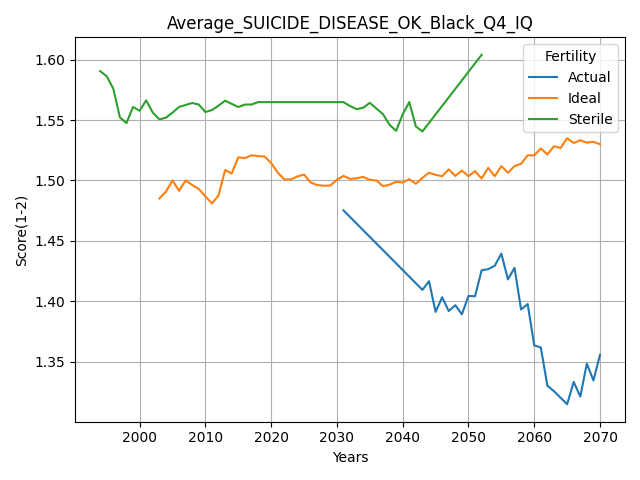 Average_SUICIDE_DISEASE_OK_Black_Q4_IQ
Fertility
Actual
Ideal
Sterile
Score(1-2)
1.60
1.55
1.50
1.45
1.40
1.35
2000 2010 2020 2030 2040 2050 2060 2070
Years